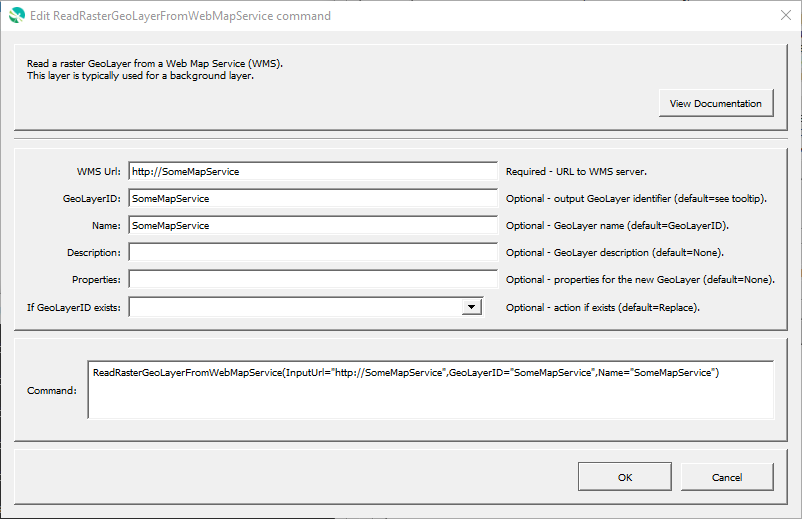 Edit ReadRasterGeoLayerFromWebMapService command
Read a raster GeoLayer from a Web Map Service (WMS).
This layer is typically used for a background layer.
View Documentation
WMS Url: http://SomeMapService Required - URL to WMS server.
GeoLayerID: SomeMapService Optional - output GeoLayer identifier (default=see tooltip).
Name: SomeMapService Optional - GeoLayer name (default=GeoLayerID).
Description: Optional - GeoLayer description (default=None).
Properties: Optional - properties for the new GeoLayer (default=None).
If GeoLayerID exists: Optional - action if exists (default=Replace).
ReadRasterGeoLayerFromWebMapService(InputUrl="http://SomeMapService",GeoLayerID="SomeMapService",Name="SomeMapService")
Command:
OK Cancel